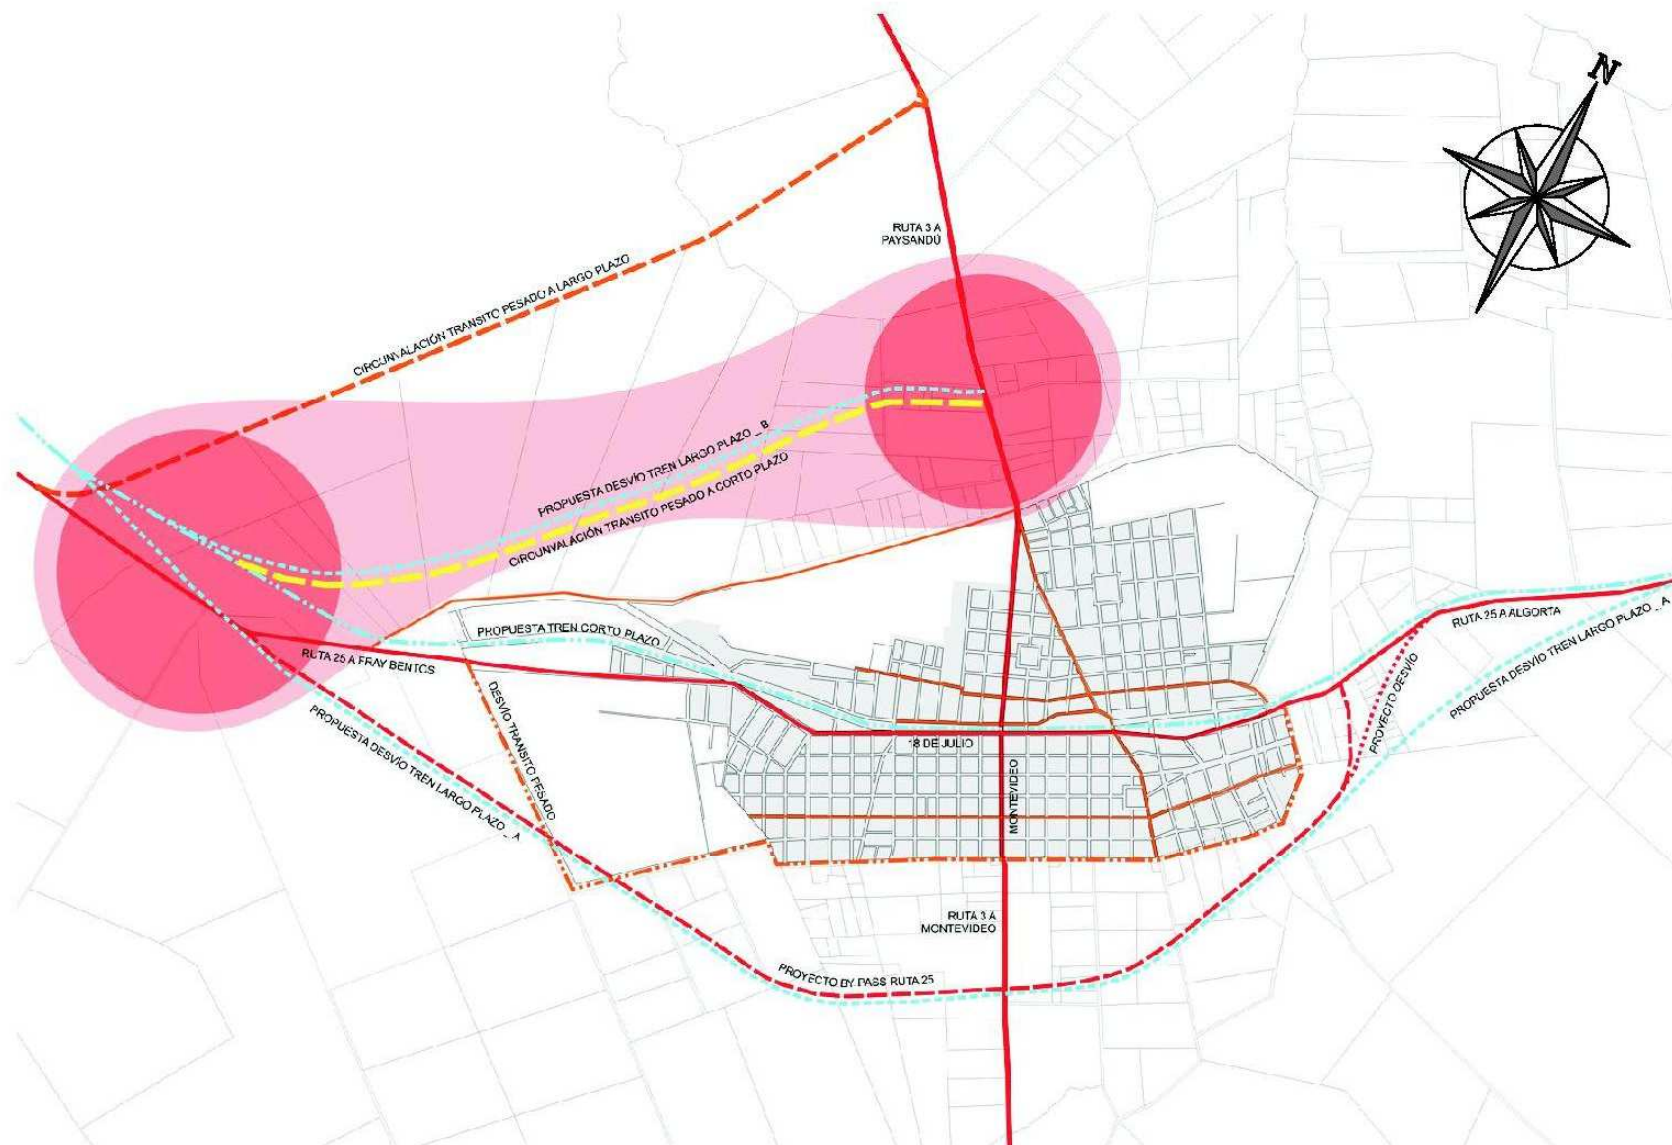 N
RUTA 3 A
PAYSANDÚ
CIRCUNVALACIÓN TRANSITO PESADO A LARGO PLAZO
PROPUESTA DESVÍO TREN LARGO PLAZO _ B
CIRCUNVALACIÓN TRANSITO PESADO A CORTO PLAZO
PROPUESTA TREN CORTO PLAZO
RUTA 25 A FRAY BENTOS
RUTA 25 A ALGORTA
PROPUESTA DESVÍO TREN LARGO PLAZO _ A
PROYECTO DESVÍO
DESVÍO TRANSITO PESADO
PROPUESTA DESVÍO TREN LARGO PLAZO _ A
18 DE JULIO
MONTEVIDEO
RUTA 3 A
MONTEVIDEO
PROYECTO BY PASS RUTA 25